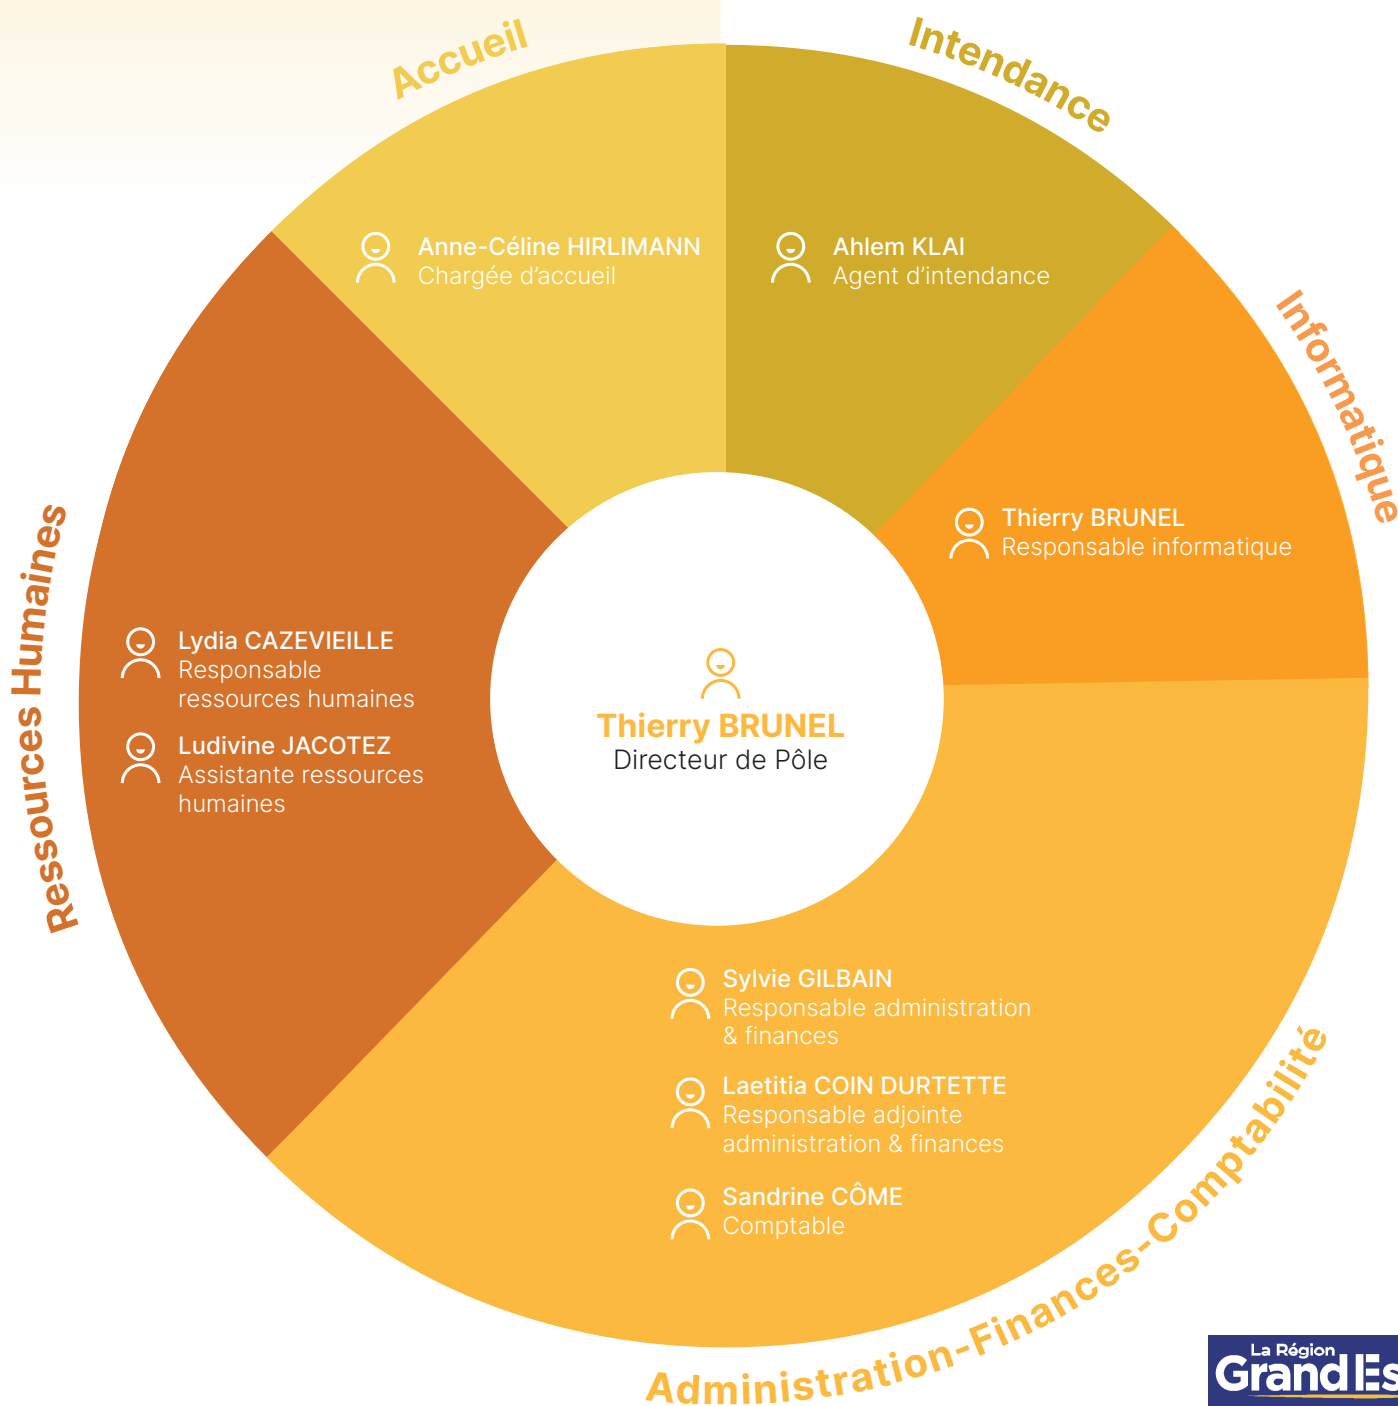 Accueil
Intendance
Anne-Céline HIRLIMANN
Chargée d'accueil
Ahlem KLAI
Agent d'intendance
Informatique
Thierry BRUNEL
Responsable informatique
Ressources Humaines
Lydia CAZEVIEILLE
Responsable
ressources humaines
Ludivine JACOTEZ
Assistante ressources
humaines
Thierry BRUNEL
Directeur de Pôle
Sylvie GILBAIN
Responsable administration
& finances
Laetitia COIN DURTETTE
Responsable adjointe
administration & finances
Sandrine CÔME
Comptable
Administration-Finances-Comptabilité
La Région
Grand Es